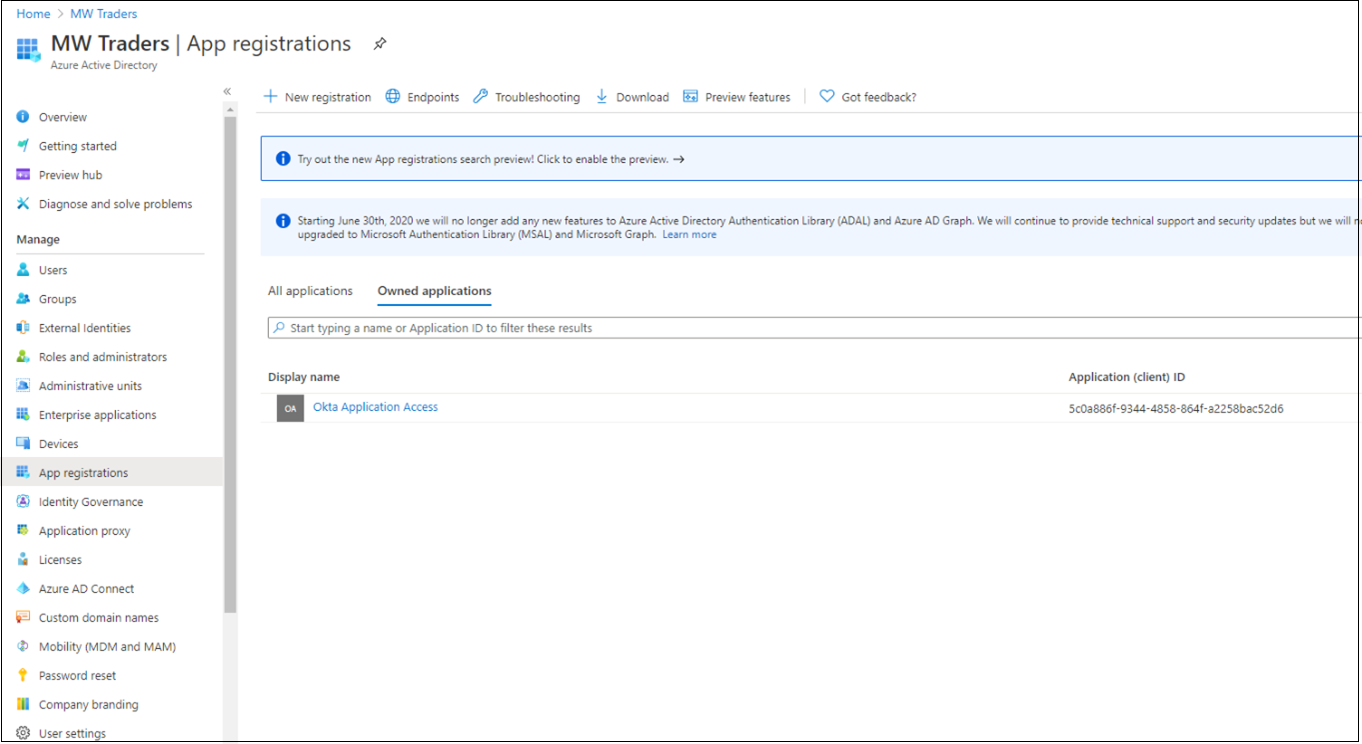 Home > MW Traders
MW Traders | App registrations
Azure Active Directory
«
Overview
Getting started
Preview hub
Diagnose and solve problems
Manage
Users
Groups
External Identities
Roles and administrators
Administrative units
Enterprise applications
Devices
App registrations
Identity Governance
Application proxy
Licenses
Azure AD Connect
Custom domain names
Mobility (MDM and MAM)
Password reset
Company branding
User settings
New registration Endpoints Troubleshooting Download Preview features Got feedback?
Try out the new App registrations search preview! Click to enable the preview. →
Starting June 30th, 2020 we will no longer add any new features to Azure Active Directory Authentication Library (ADAL) and Azure AD Graph. We will continue to provide technical support and security updates but we will
upgraded to Microsoft Authentication Library (MSAL) and Microsoft Graph. Learn more
All applications Owned applications
Start typing a name or Application ID to filter these results
Display name Application (client) ID
OA Okta Application Access 5c0a886f-9344-4858-864f-a2258bac52d6